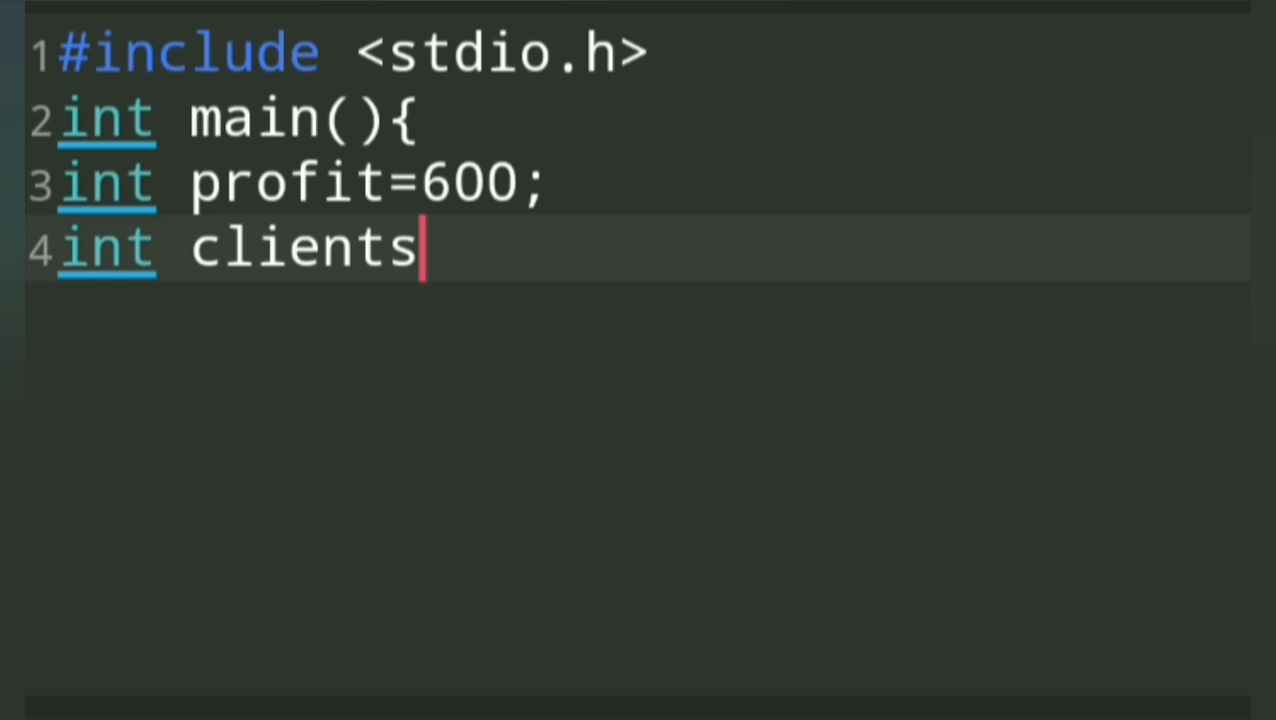 1#include <stdio.h>
2int main(){
3int profit=600;
4int clients